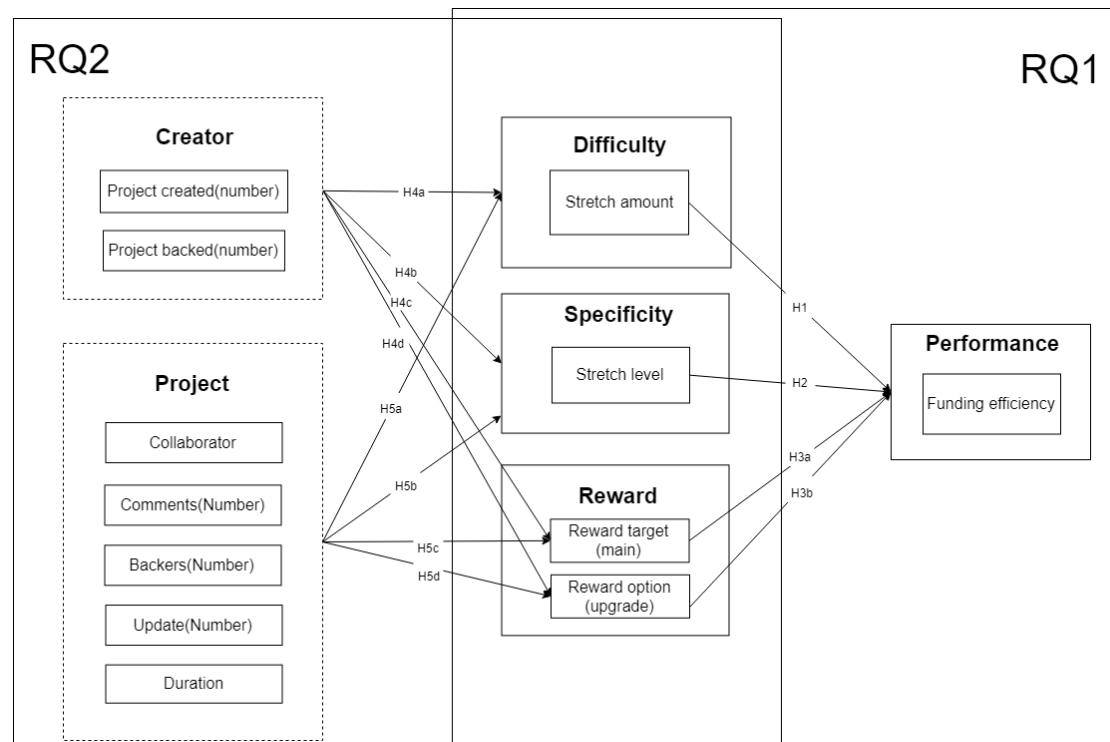 RQ2
RQ1
Creator
Project created(number)
Project backed(number)
Project
Collaborator
Comments(Number)
Backers(Number)
Update(Number)
Duration
H4a
H4b
H4c
H4d
H5a
H5b
H5c
H5d
Difficulty
Stretch amount
Specificity
Stretch level
Reward
Reward target
(main)
Reward option
(upgrade)
H1
H2
H3a
H3b
Performance
Funding efficiency